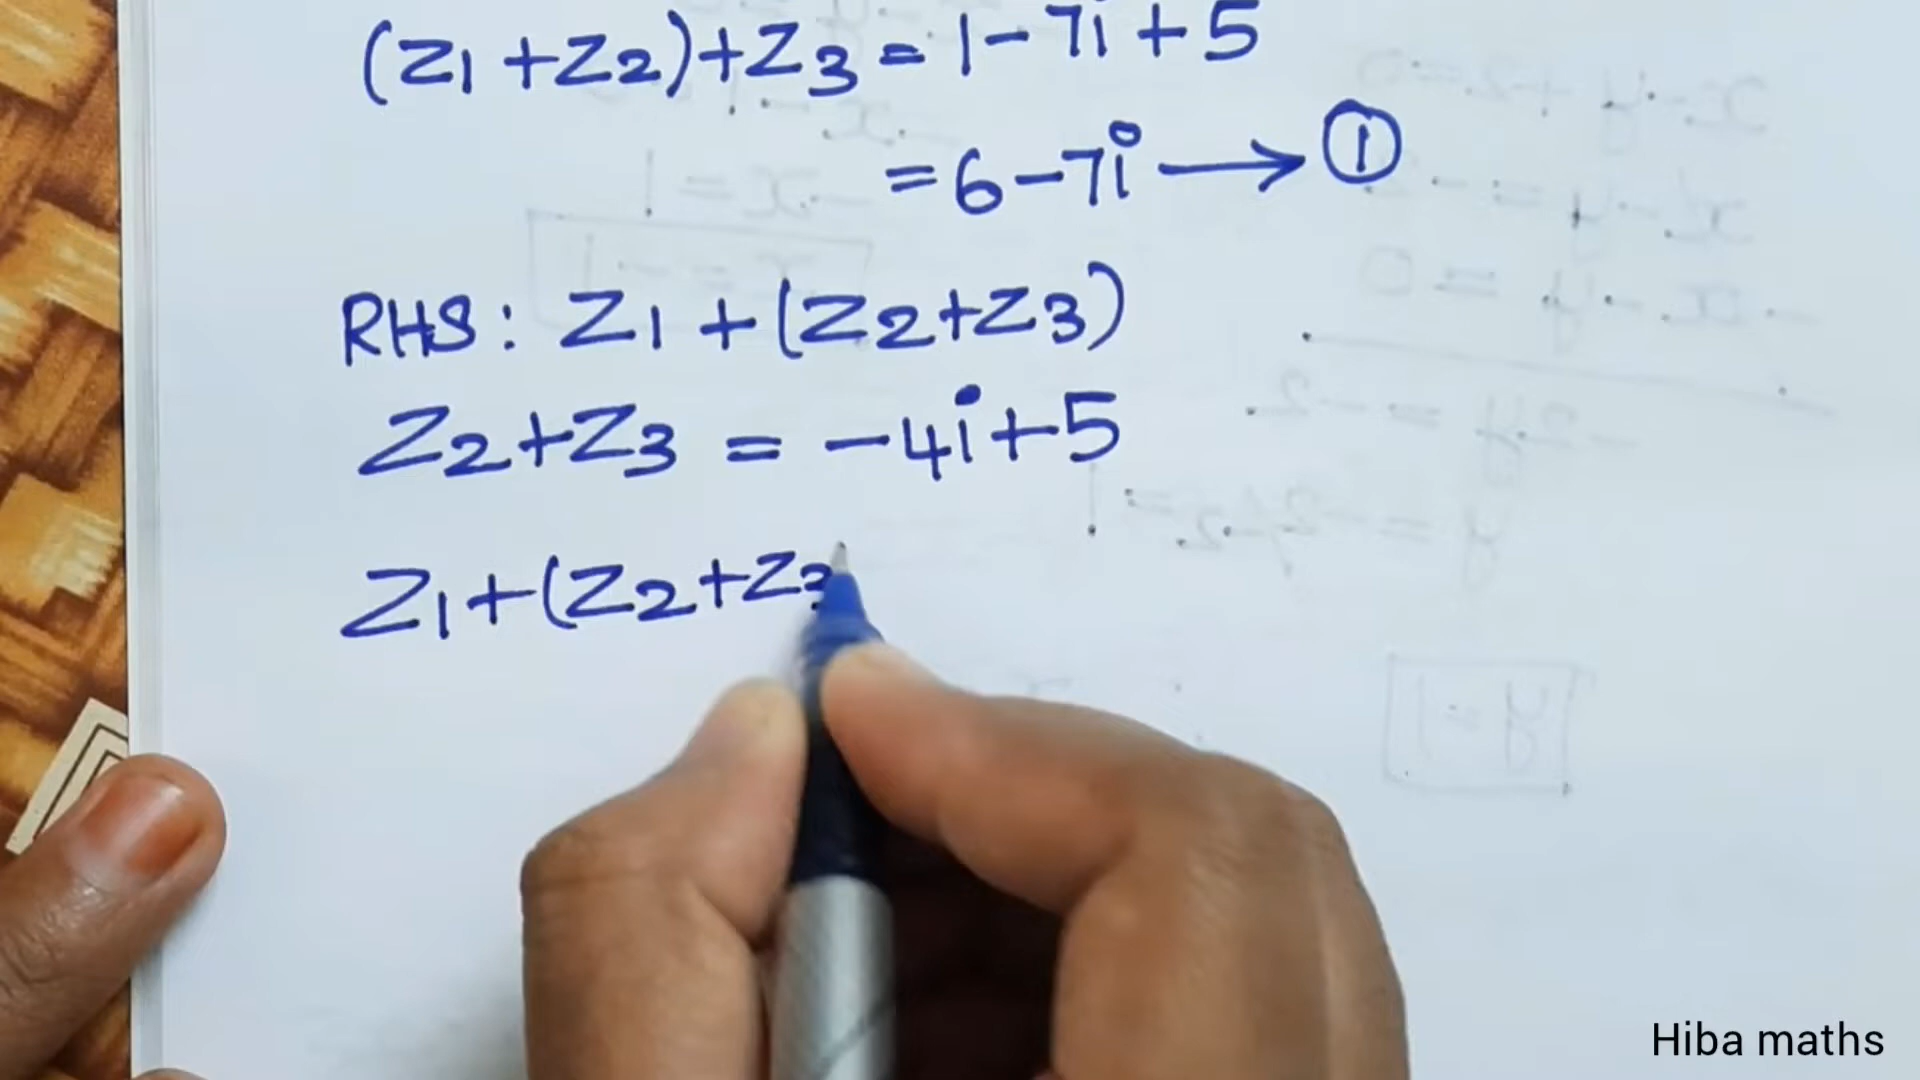 (Z1 + Z2) + Z3 = 1 - 7i + 5
= 6 - 7i → ①
RHS : Z1 + (Z2 + Z3)
Z2 + Z3 = -4i + 5
Z1 + (Z2 + Z3
Hiba maths